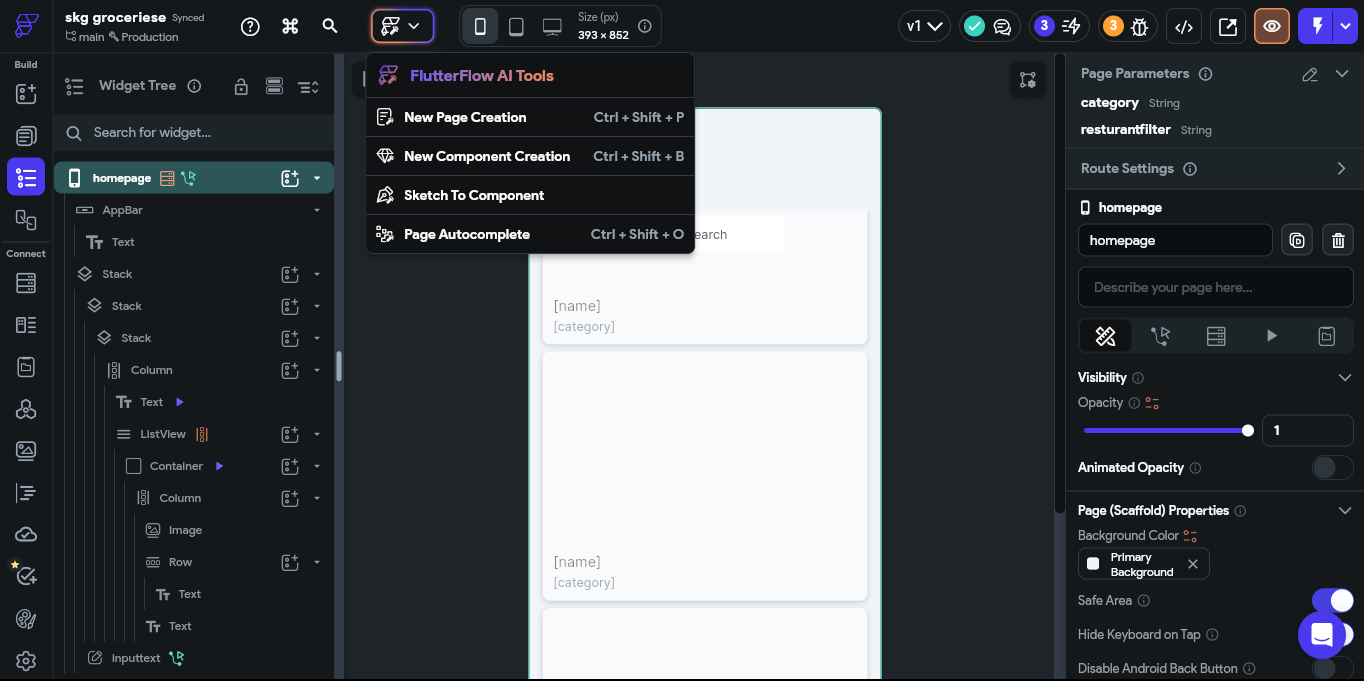 skg groceriese Synced
main Production
Size (px)
393 × 852
v1
3
3
Build
Connect
Widget Tree
Search for widget...
homepage
AppBar
Text
Stack
Stack
Stack
Column
Text
ListView
Container
Column
Image
Row
Text
Text
Inputtext
FlutterFlow AI Tools
New Page Creation Ctrl + Shift + P
New Component Creation Ctrl + Shift + B
Sketch To Component
Page Autocomplete Ctrl + Shift + O
earch
[name]
[category]
[name]
[category]
Page Parameters
category String
resturantfilter String
Route Settings
homepage
homepage
Describe your page here...
Visibility
Opacity
1
Animated Opacity
Page (Scaffold) Properties
Background Color
Primary
Background
Safe Area
Hide Keyboard on Tap
Disable Android Back Button